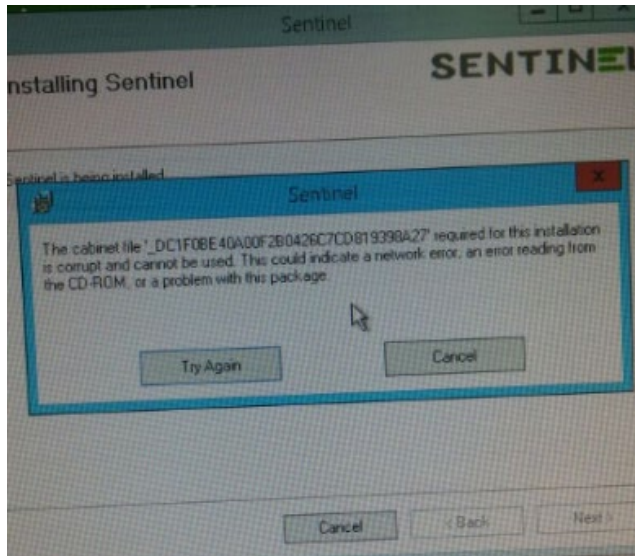 Sentinel
nstalling Sentinel
SENTINEL
Sentinel is being installed
Sentinel
The cabinet file '_DC1F0BE40A00F2B0426C7CD819398A27' required for this installation
is corrupt and cannot be used. This could indicate a network error, an error reading from
the CD-ROM, or a problem with this package.
Try Again
Cancel
Cancel
< Back
Next >